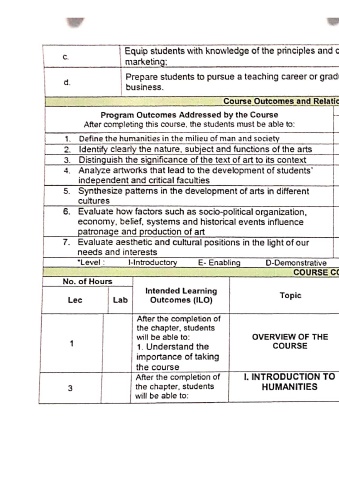 c.
Equip students with knowledge of the principles and c
marketing;
d.
Prepare students to pursue a teaching career or grad
business.
Course Outcomes and Relatio
Program Outcomes Addressed by the Course
After completing this course, the students must be able to:
1. Define the humanities in the milieu of man and society
2. Identify clearly the nature, subject and functions of the arts
3. Distinguish the significance of the text of art to its context
4. Analyze artworks that lead to the development of students'
independent and critical faculties
5. Synthesize patterns in the development of arts in different
cultures
6. Evaluate how factors such as socio-political organization,
economy, belief, systems and historical events influence
patronage and production of art
7. Evaluate aesthetic and cultural positions in the light of our
needs and interests
*Level : I-Introductory E- Enabling D-Demonstrative
COURSE CO
No. of Hours
Lec
Lab
Intended Learning
Outcomes (ILO)
Topic
1
After the completion of
the chapter, students
will be able to:
1. Understand the
importance of taking
the course
OVERVIEW OF THE
COURSE
3
After the completion of
the chapter, students
will be able to:
I. INTRODUCTION TO
HUMANITIES